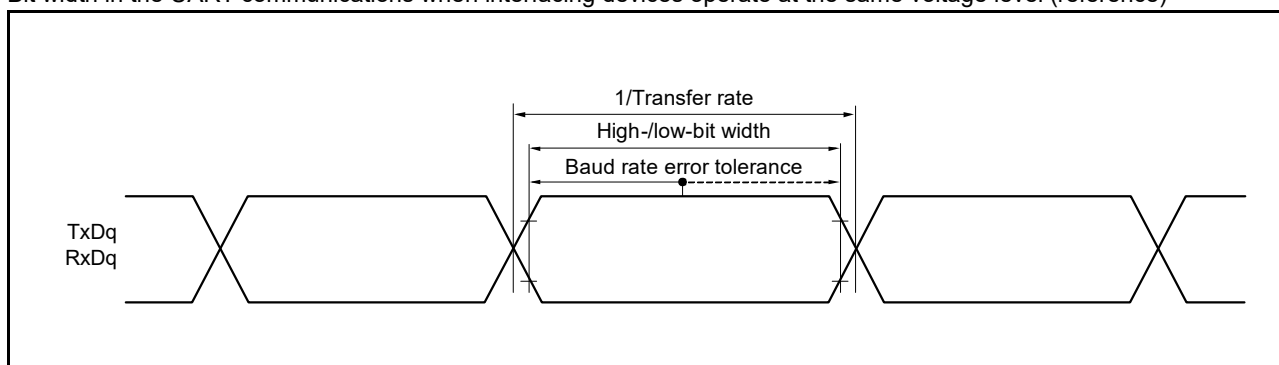 Bit width in the UART communications when interfacing devices operate at the same voltage level (reference)
1/Transfer rate
High-/low-bit width
Baud rate error tolerance
TxDq
RxDq